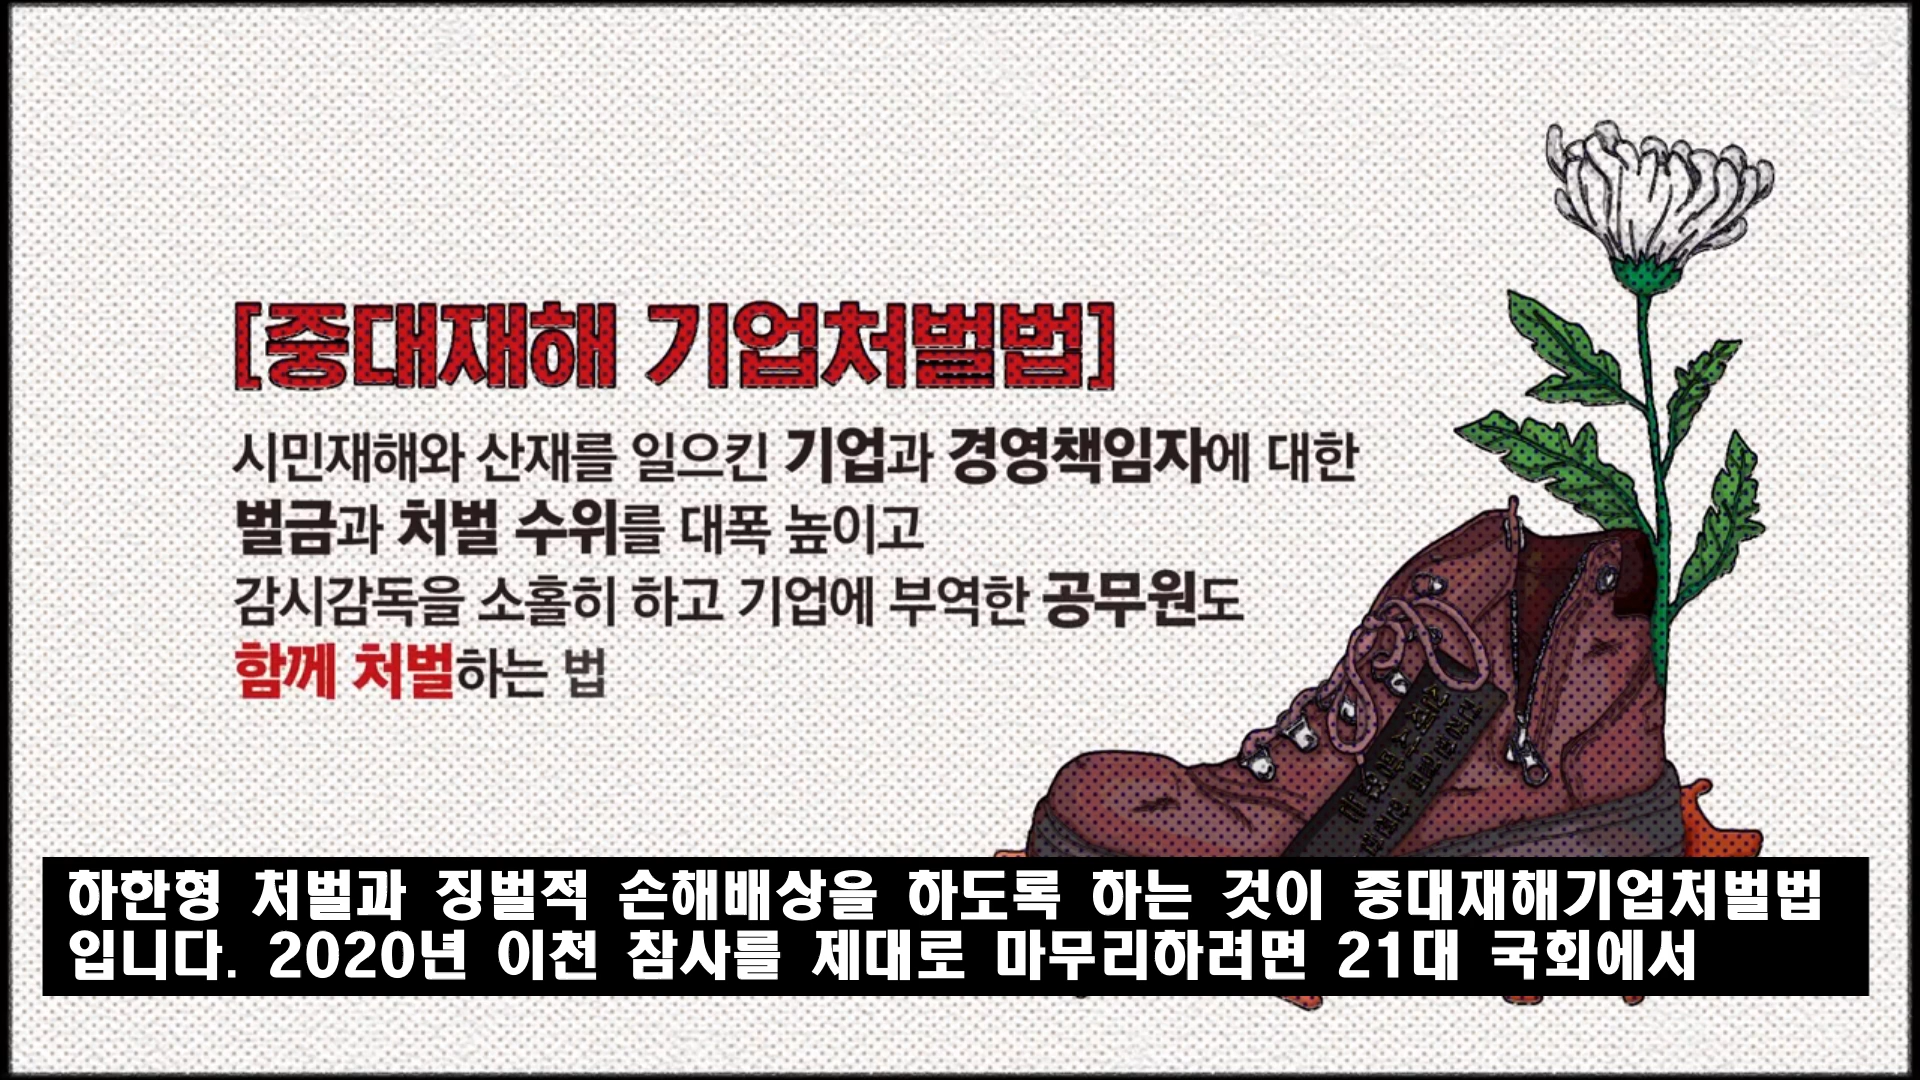 [중대재해 기업처벌법]
시민재해와 산재를 일으킨 기업과 경영책임자에 대한
벌금과 처벌 수위를 대폭 높이고
감시감독을 소홀히 하고 기업에 부역한 공무원도
함께 처벌하는 법
하한형 처벌과 징벌적 손해배상을 하도록 하는 것이 중대재해기업처벌법
입니다. 2020년 이천 참사를 제대로 마무리하려면 21대 국회에서